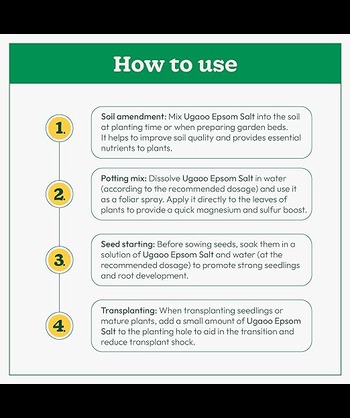 How to use
1.
Soil amendment: Mix Ugaoo Epsom Salt into the soil
at planting time or when preparing garden beds.
It helps to improve soil quality and provides essential
nutrients to plants.
2.
Potting mix: Dissolve Ugaoo Epsom Salt in water
(according to the recommended dosage) and use it
as a foliar spray. Apply it directly to the leaves of
plants to provide a quick magnesium and sulfur boost.
3.
Seed starting: Before sowing seeds, soak them in a
solution of Ugaoo Epsom Salt and water (at the
recommended dosage) to promote strong seedlings
and root development.
4.
Transplanting: When transplanting seedlings or
mature plants, add a small amount of Ugaoo Epsom
Salt to the planting hole to aid in the transition and
reduce transplant shock.